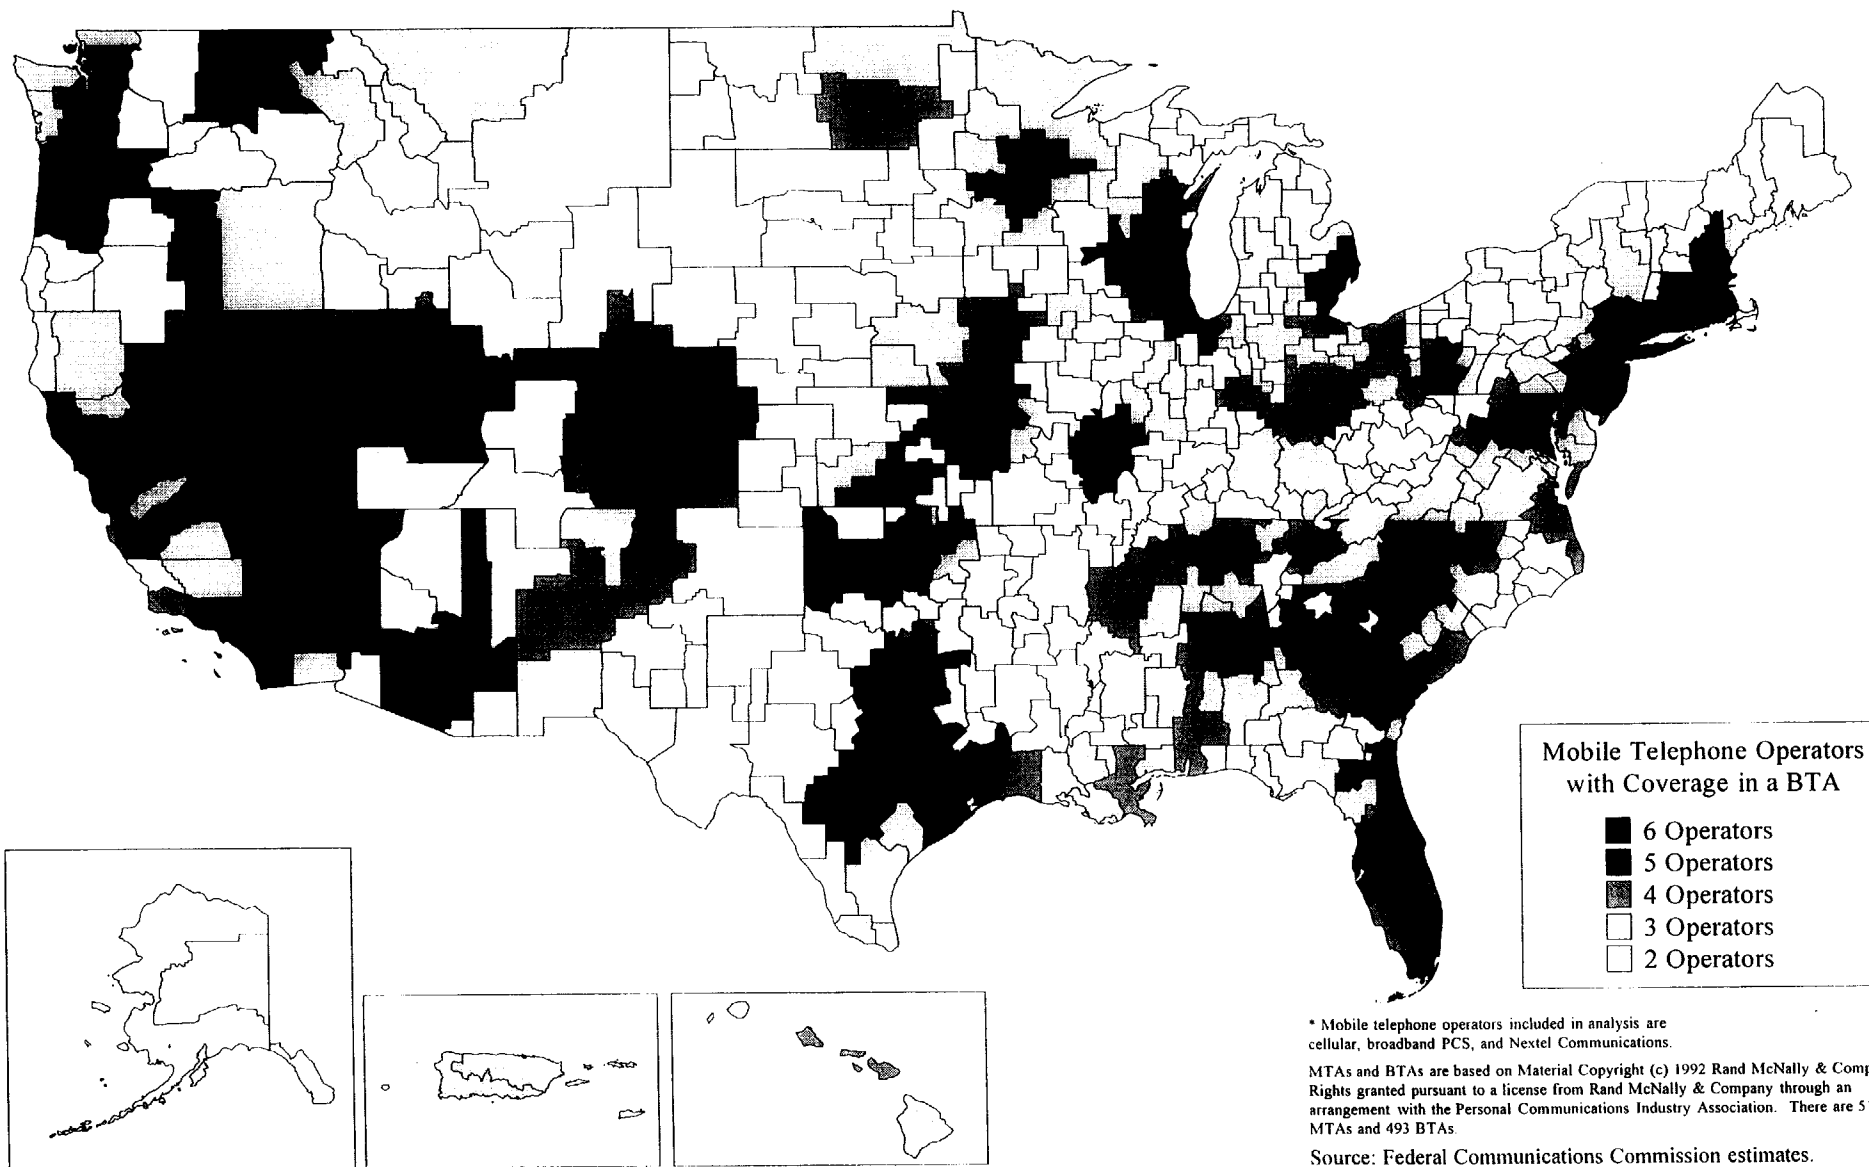 Mobile Telephone Operators
with Coverage in a BTA
6 Operators
5 Operators
4 Operators
3 Operators
2 Operators
* Mobile telephone operators included in analysis are
cellular, broadband PCS, and Nextel Communications.
MTAs and BTAs are based on Material Copyright (c) 1992 Rand McNally & Comp
Rights granted pursuant to a license from Rand McNally & Company through an
arrangement with the Personal Communications Industry Association. There are 5
MTAs and 493 BTAs.
Source: Federal Communications Commission estimates.